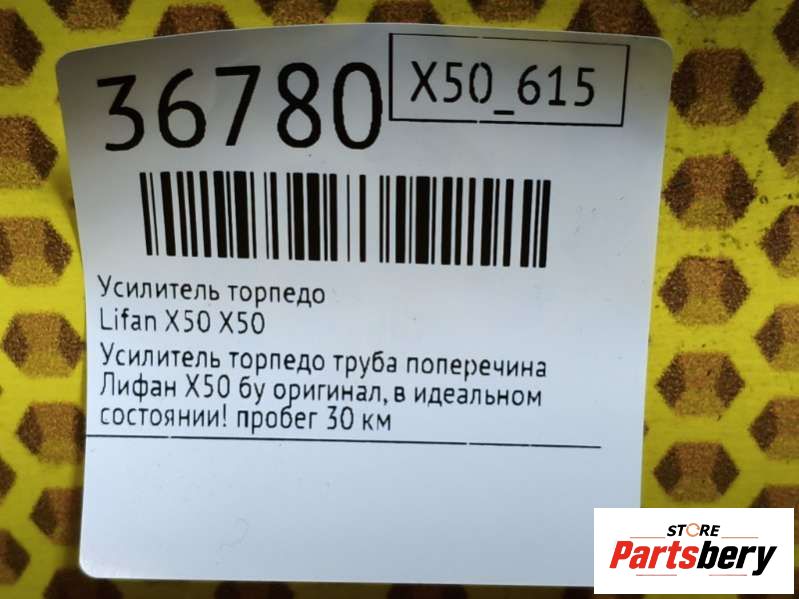 36780
X50_615
Усилитель торпедо
Lifan X50 X50
Усилитель торпедо труба поперечина
Лифан X50 бу оригинал, в идеальном
состоянии! пробег 30 км
STORE
Partsbery